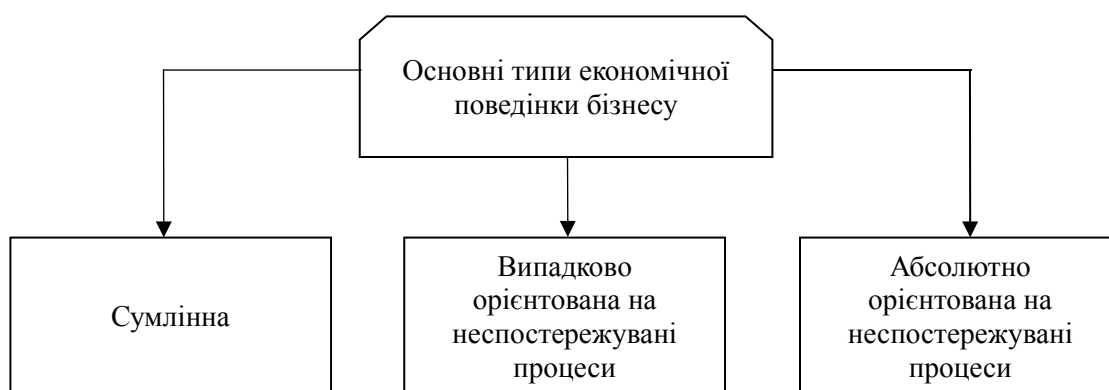 Основні типи економічної
поведінки бізнесу
Сумлінна
Випадково
орієнтована на
неспостережувані
процеси
Абсолютно
орієнтована на
неспостережувані
процеси